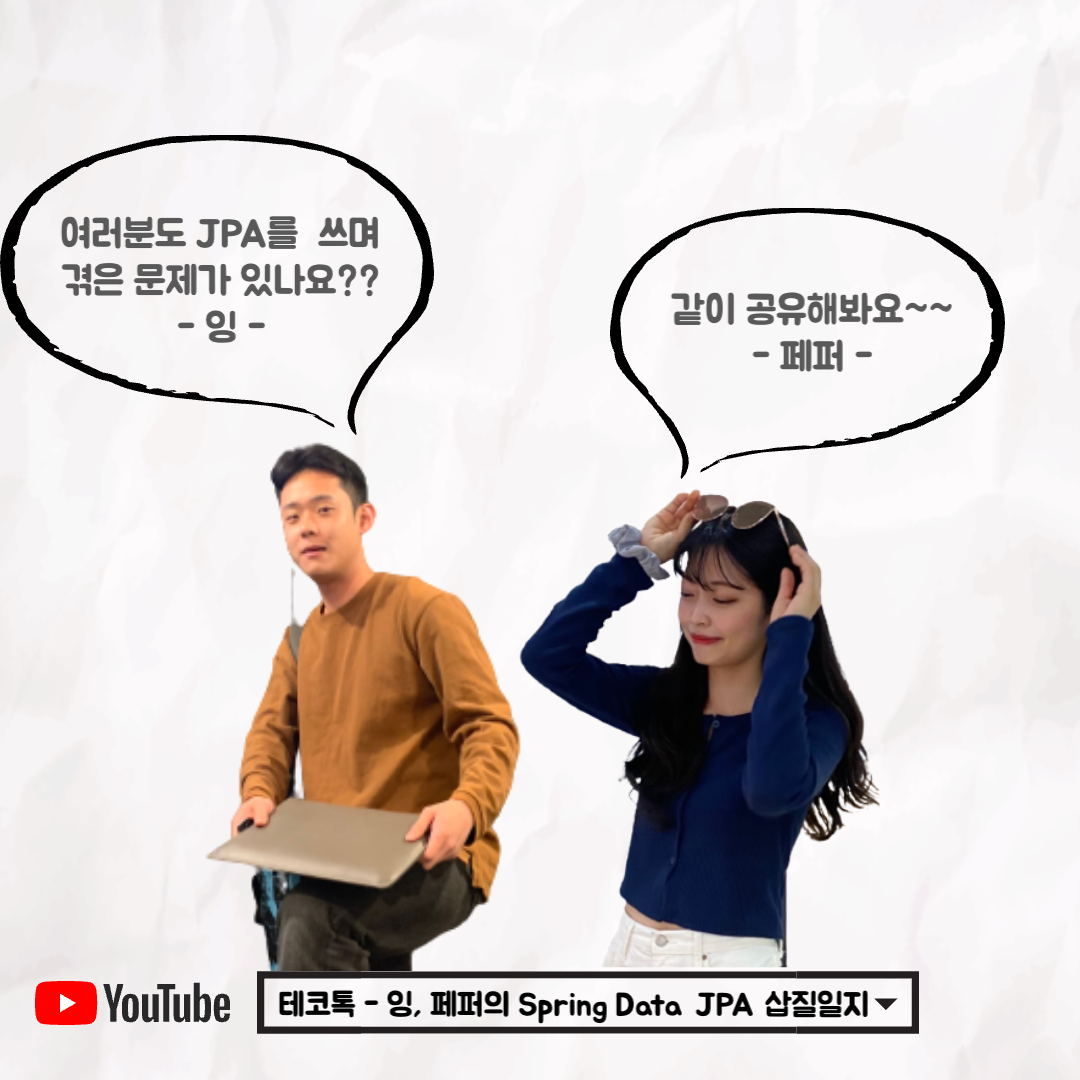 여러분도 JPA를 쓰며
겪은 문제가 있나요??
- 잉 -
같이 공유해봐요~~
- 페퍼 -
YouTube
테코톡 - 잉, 페퍼의 Spring Data JPA 삽질일지